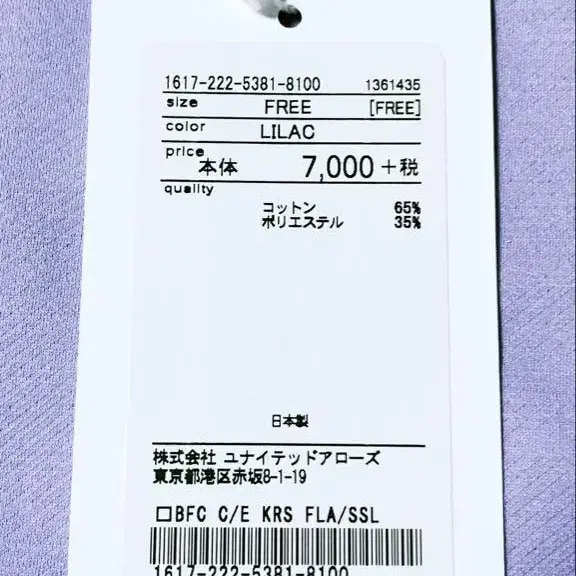 1617-222-5381-8100 1361435
size FREE [FREE]
color LILAC
price 本体 7,000+税
quality
コットン 65%
ポリエステル 35%
日本製
株式会社 ユナイテッドアローズ
東京都港区赤坂8-1-19
□BFC C/E KRS FLA/SSL
1617-222-5381-8100